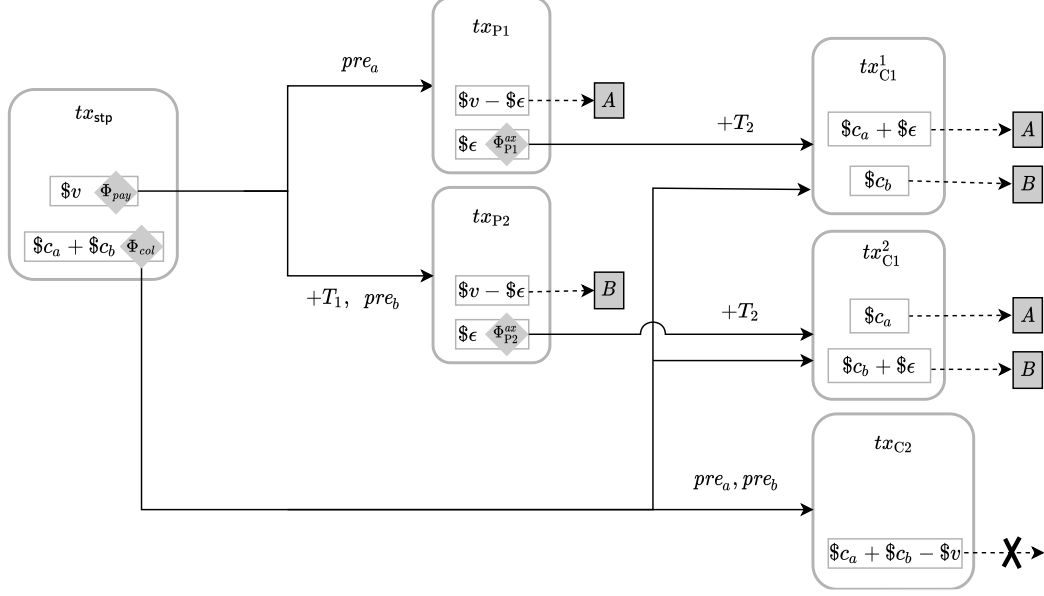 tx_stp
$v Φ_pay
$c_a + $c_b Φ_col
pre_a
+T_1, pre_b
tx_P1
$v − $ϵ
A
$ϵ Φ^ax_P1
tx_P2
$v − $ϵ
B
$ϵ Φ^ax_P2
+T_2
+T_2
pre_a, pre_b
tx^1_C1
$c_a + $ϵ
A
$c_b
B
tx^2_C1
$c_a
A
$c_b + $ϵ
B
tx_C2
$c_a + $c_b − $v